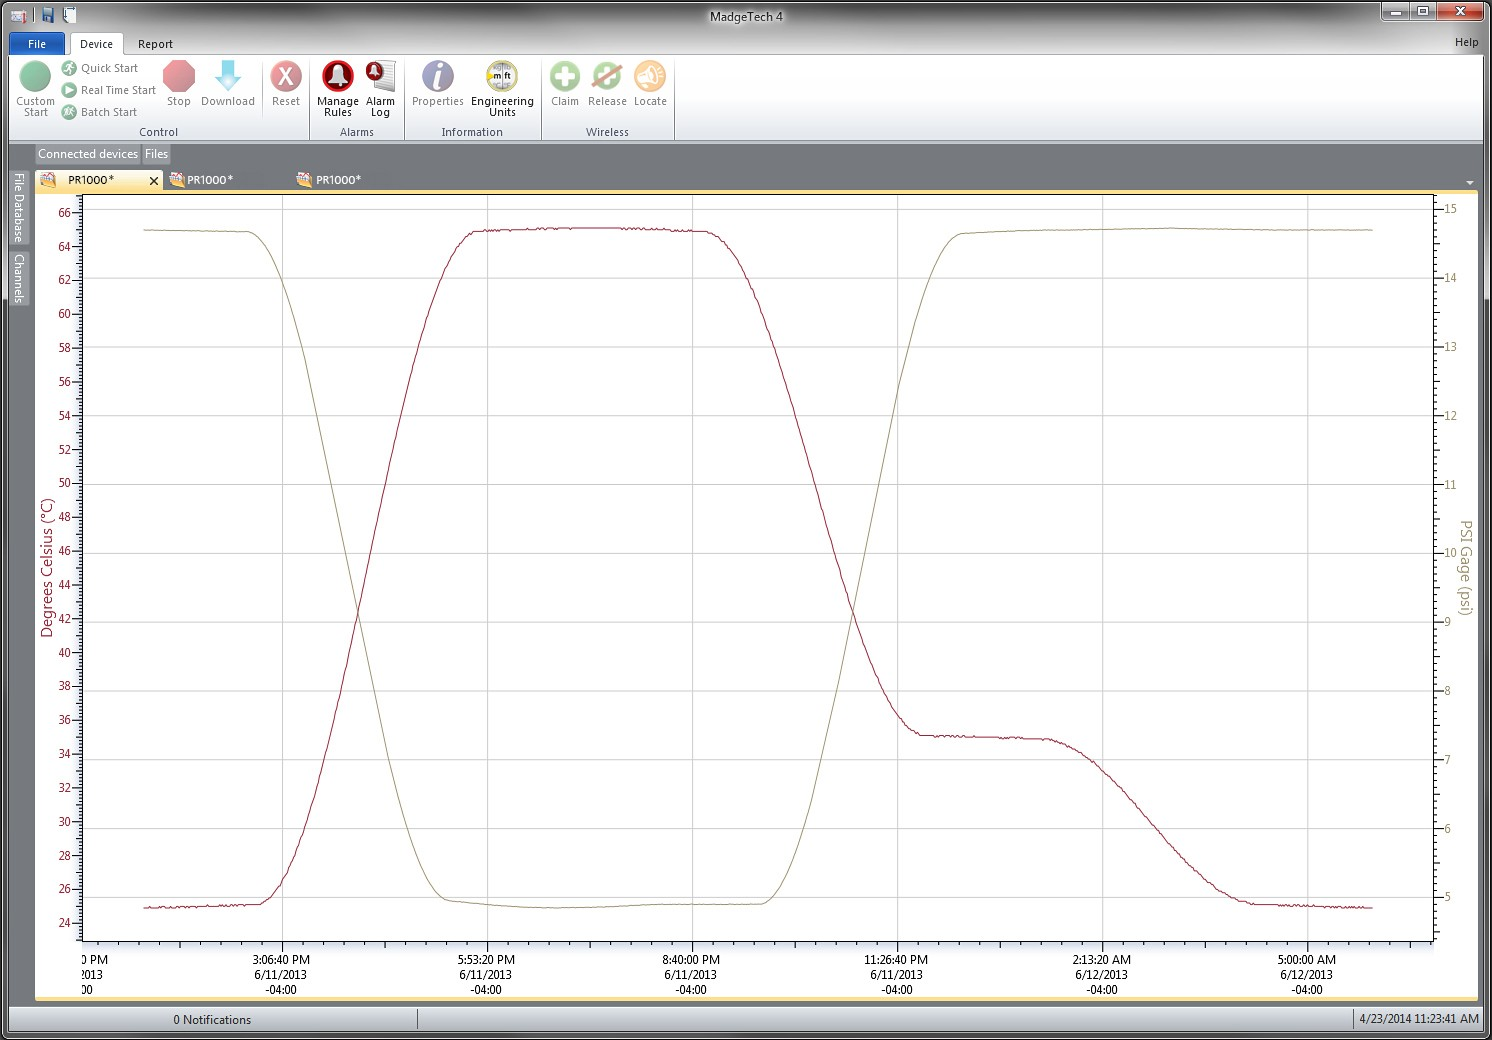 MadgeTech 4
File Device Report Help
Custom Start
Quick Start
Real Time Start
Batch Start
Stop
Download
Reset
Control
Manage Rules
Alarm Log
Alarms
Properties
m ft
Engineering Units
Information
Claim
Release
Locate
Wireless
Connected devices Files
File Database
Channels
PR1000*
PR1000*
PR1000*
66
64
62
60
58
56
54
52
50
48
46
44
42
40
38
36
34
32
30
28
26
24
Degrees Celsius (°C)
15
14
13
12
11
10
9
8
7
6
5
PSI Gage (psi)
0 PM 3:06:40 PM 5:53:20 PM 8:40:00 PM 11:26:40 PM 2:13:20 AM 5:00:00 AM
2013 6/11/2013 6/11/2013 6/11/2013 6/11/2013 6/12/2013 6/12/2013
00 -04:00 -04:00 -04:00 -04:00 -04:00 -04:00
0 Notifications
4/23/2014 11:23:41 AM